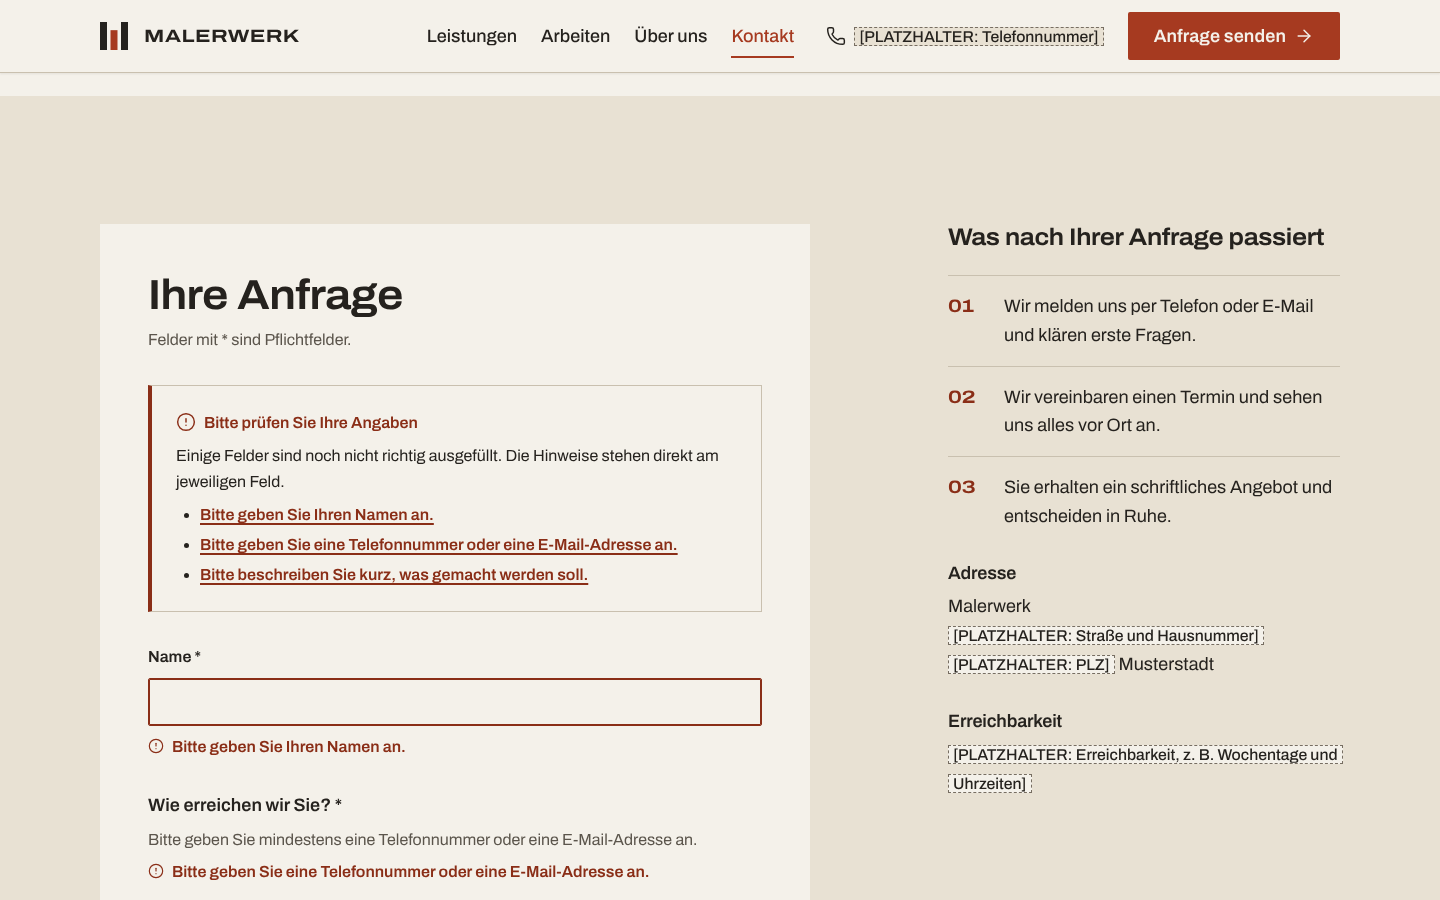 MALERWERK
Leistungen
Arbeiten
Über uns
Kontakt
[PLATZHALTER: Telefonnummer]
Anfrage senden
Ihre Anfrage
Felder mit * sind Pflichtfelder.
Bitte prüfen Sie Ihre Angaben
Einige Felder sind noch nicht richtig ausgefüllt. Die Hinweise stehen direkt am
jeweiligen Feld.
Bitte geben Sie Ihren Namen an.
Bitte geben Sie eine Telefonnummer oder eine E-Mail-Adresse an.
Bitte beschreiben Sie kurz, was gemacht werden soll.
Name *
Bitte geben Sie Ihren Namen an.
Wie erreichen wir Sie? *
Bitte geben Sie mindestens eine Telefonnummer oder eine E-Mail-Adresse an.
Bitte geben Sie eine Telefonnummer oder eine E-Mail-Adresse an.
Was nach Ihrer Anfrage passiert
01 Wir melden uns per Telefon oder E-Mail
und klären erste Fragen.
02 Wir vereinbaren einen Termin und sehen
uns alles vor Ort an.
03 Sie erhalten ein schriftliches Angebot und
entscheiden in Ruhe.
Adresse
Malerwerk
[PLATZHALTER: Straße und Hausnummer]
[PLATZHALTER: PLZ] Musterstadt
Erreichbarkeit
[PLATZHALTER: Erreichbarkeit, z. B. Wochentage und
Uhrzeiten]